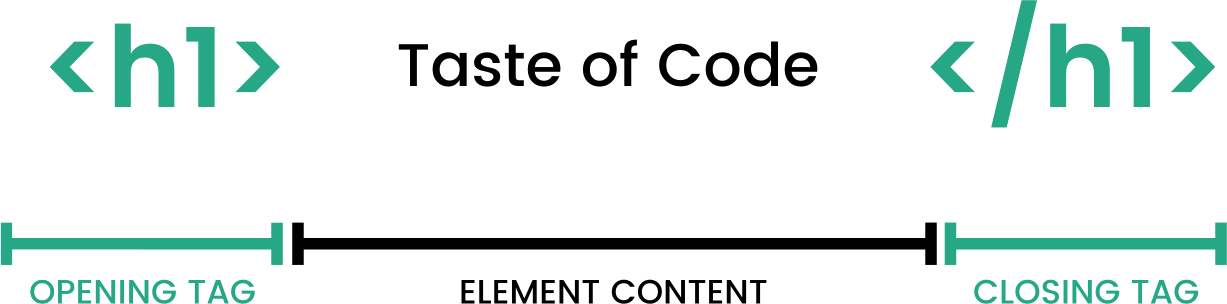 <h1> Taste of Code </h1>
OPENING TAG ELEMENT CONTENT CLOSING TAG